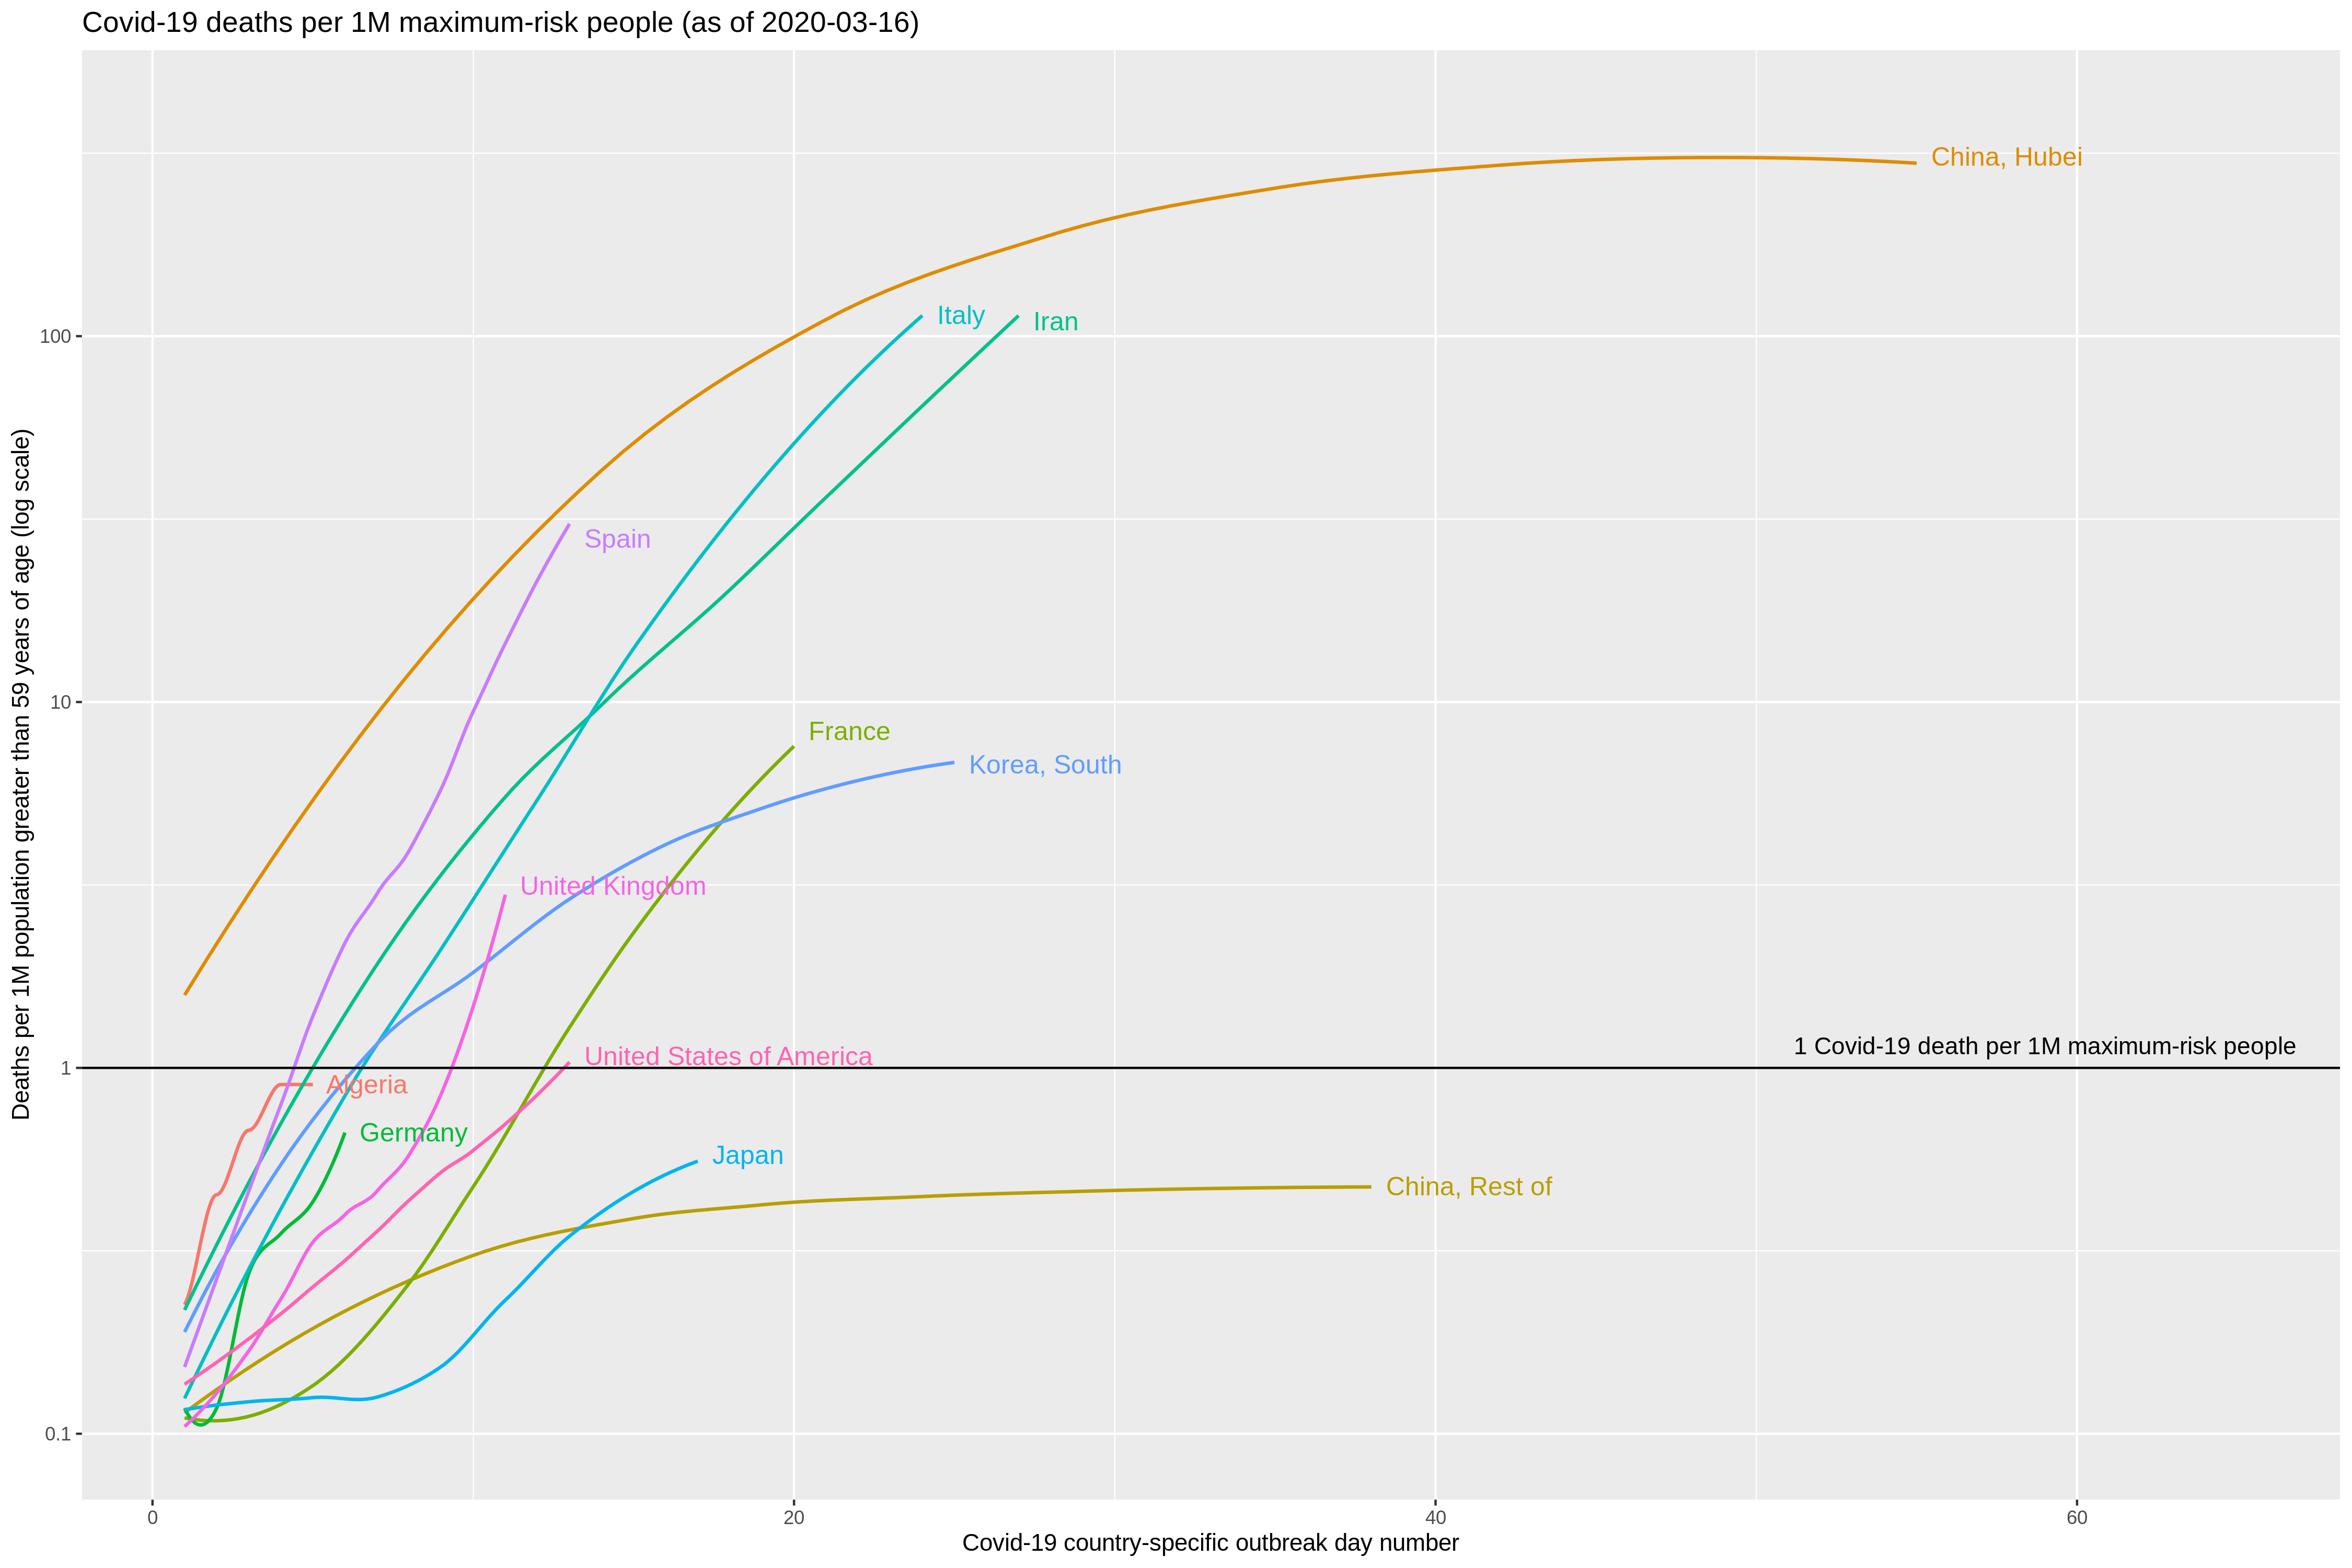 Covid-19 deaths per 1M maximum-risk people (as of 2020-03-16)
Deaths per 1M population greater than 59 years of age (log scale)
100
10
1
0.1
China, Hubei
Italy
Iran
Spain
France
Korea, South
United Kingdom
1 Covid-19 death per 1M maximum-risk people
United States of America
Algeria
Germany
Japan
China, Rest of
0
20
40
60
Covid-19 country-specific outbreak day number